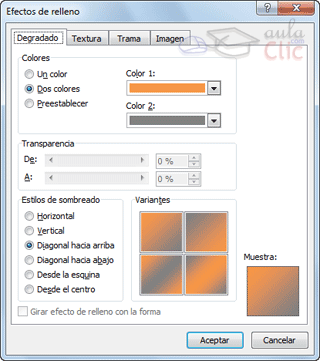 Efectos de relleno
aula
.com
CLIC
Degradado Textura Trama Imagen
Colores
Un color
Dos colores
Preestablecer
Color 1:
Color 2:
Transparencia
De: 0 %
A: 0 %
Estilos de sombreado
Horizontal
Vertical
Diagonal hacia arriba
Diagonal hacia abajo
Desde la esquina
Desde el centro
Variantes
Muestra:
Girar efecto de relleno con la forma
Aceptar Cancelar